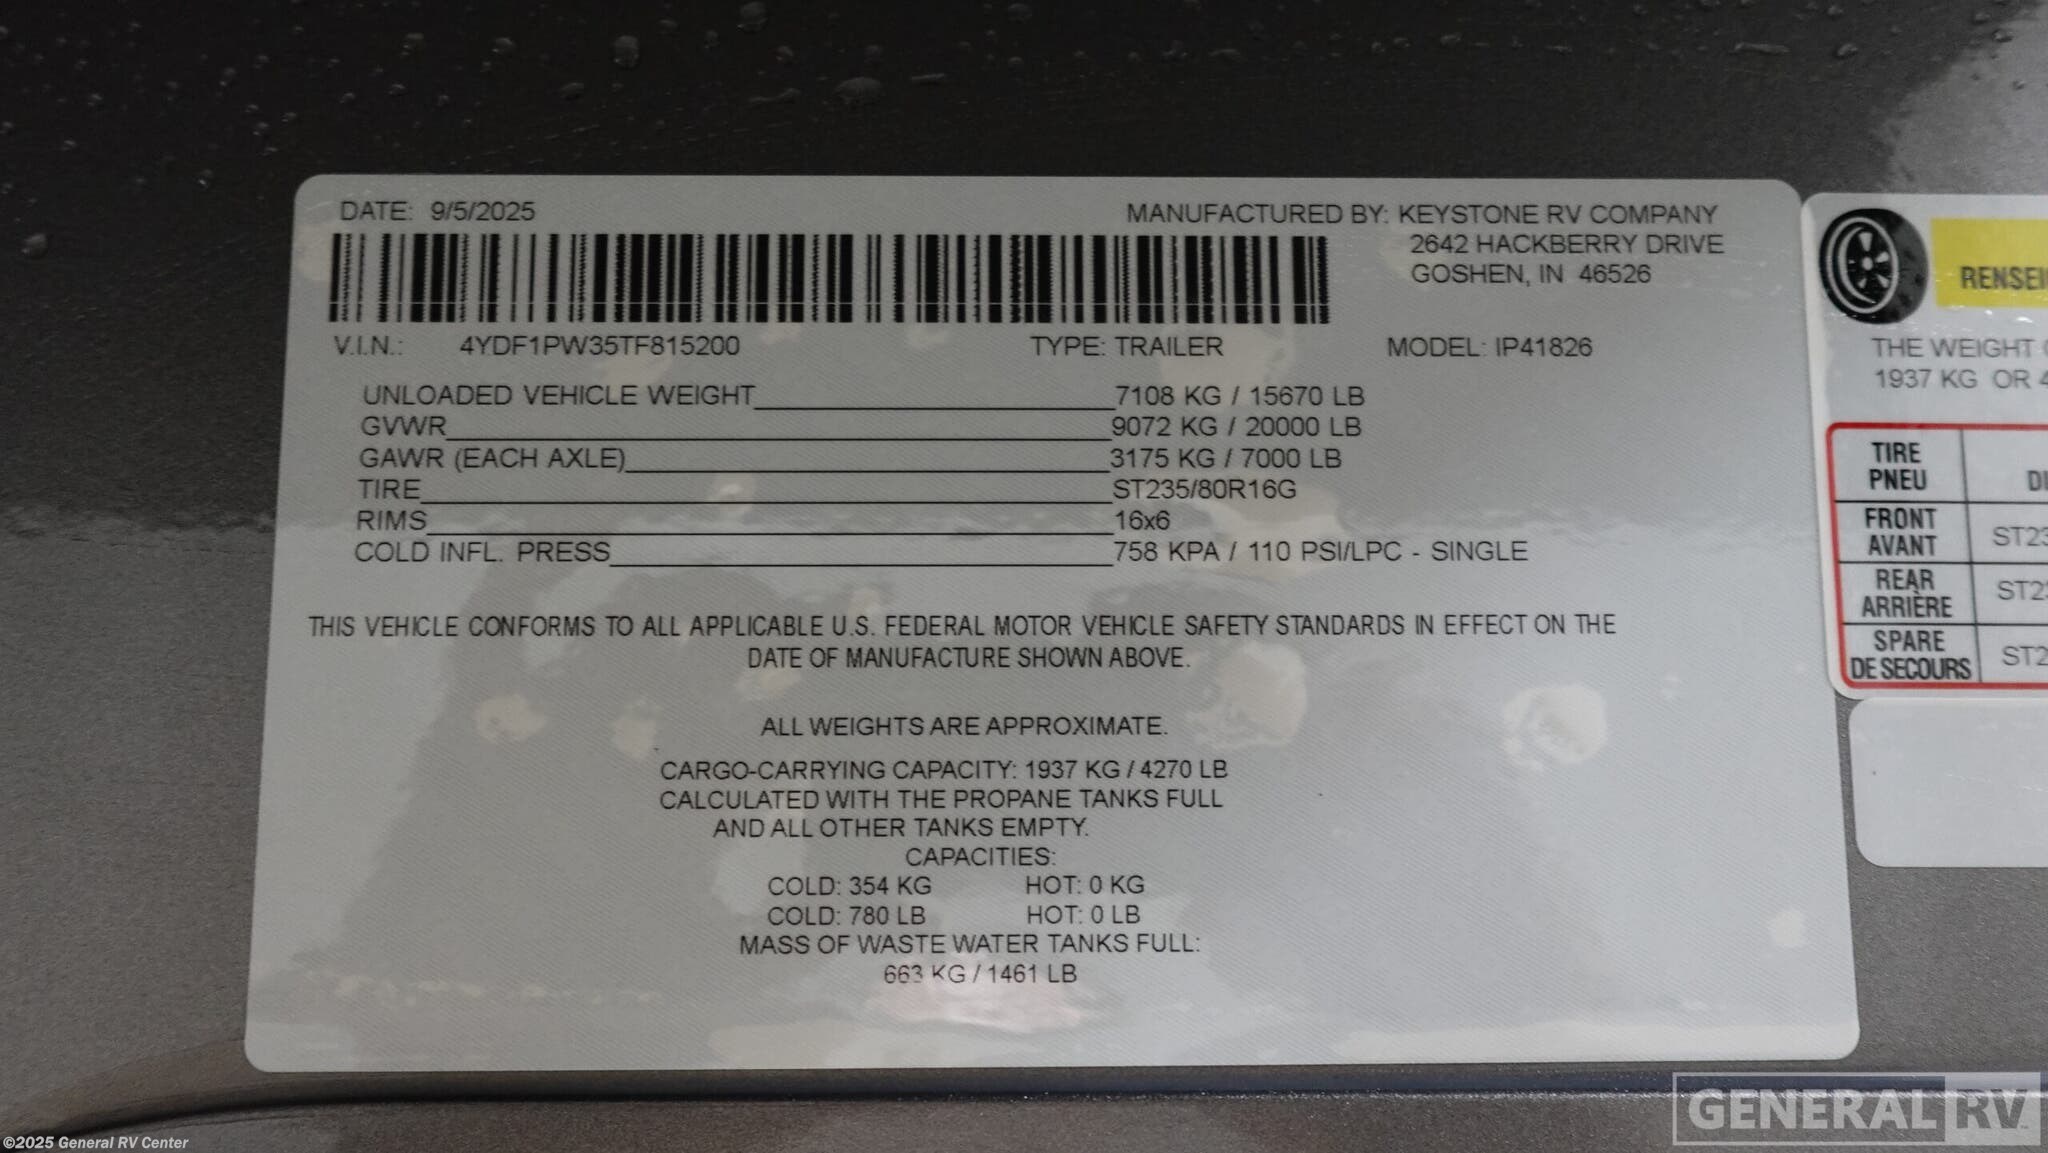 DATE: 9/5/2025
MANUFACTURED BY: KEYSTONE RV COMPANY
2642 HACKBERRY DRIVE
GOSHEN, IN 46526
V.I.N.: 4YDF1PW35TF815200 TYPE: TRAILER MODEL: IP41826
UNLOADED VEHICLE WEIGHT 7108 KG / 15670 LB
GVWR 9072 KG / 20000 LB
GAWR (EACH AXLE) 3175 KG / 7000 LB
TIRE ST235/80R16G
RIMS 16x6
COLD INFL. PRESS 758 KPA / 110 PSI/LPC - SINGLE
THIS VEHICLE CONFORMS TO ALL APPLICABLE U.S. FEDERAL MOTOR VEHICLE SAFETY STANDARDS IN EFFECT ON THE
DATE OF MANUFACTURE SHOWN ABOVE.
ALL WEIGHTS ARE APPROXIMATE.
CARGO-CARRYING CAPACITY: 1937 KG / 4270 LB
CALCULATED WITH THE PROPANE TANKS FULL
AND ALL OTHER TANKS EMPTY.
CAPACITIES:
COLD: 354 KG HOT: 0 KG
COLD: 780 LB HOT: 0 LB
MASS OF WASTE WATER TANKS FULL:
663 KG / 1461 LB
RENSEI
THE WEIGHT
1937 KG OR 4
TIRE
PNEU
FRONT
AVANT
ST23
REAR
ARRIÈRE
ST2
SPARE
DE SECOURS
ST2
GENERAL RV
©2025 General RV Center